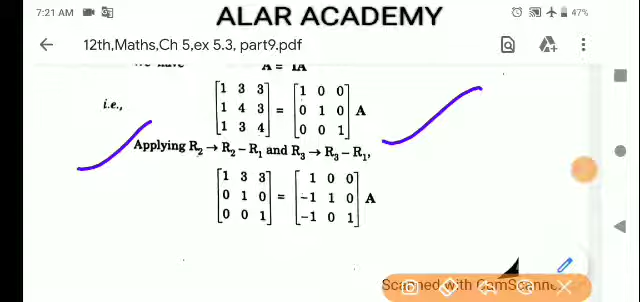 7:21 AM
ALAR ACADEMY
47%
12th,Maths,Ch 5,ex 5.3, part9.pdf
A = IA
i.e.,
[1 3 3] [1 0 0]
[1 4 3] = [0 1 0] A
[1 3 4] [0 0 1]
Applying R₂ → R₂ – R₁ and R₃ → R₃ – R₁,
[1 3 3] [1 0 0]
[0 1 0] = [–1 1 0] A
[0 0 1] [–1 0 1]
Scanned with CamScanne